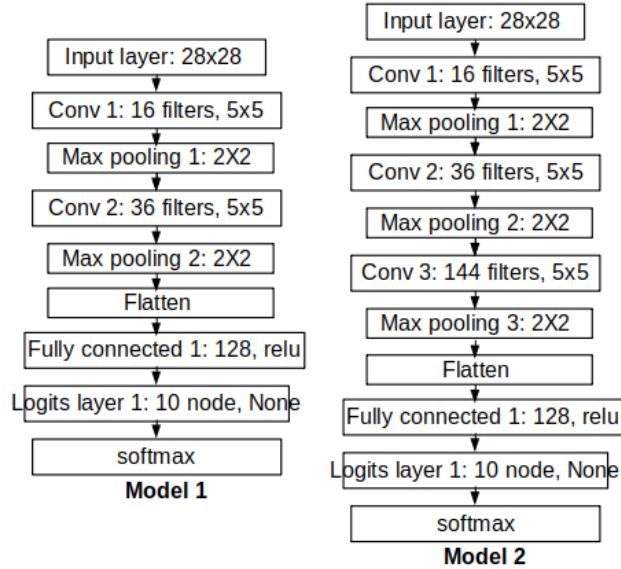 Input layer: 28x28
Conv 1: 16 filters, 5x5
Max pooling 1: 2X2
Conv 2: 36 filters, 5x5
Max pooling 2: 2X2
Flatten
Fully connected 1: 128, relu
Logits layer 1: 10 node, None
softmax
Model 1
Input layer: 28x28
Conv 1: 16 filters, 5x5
Max pooling 1: 2X2
Conv 2: 36 filters, 5x5
Max pooling 2: 2X2
Conv 3: 144 filters, 5x5
Max pooling 3: 2X2
Flatten
Fully connected 1: 128, relu
Logits layer 1: 10 node, None
softmax
Model 2